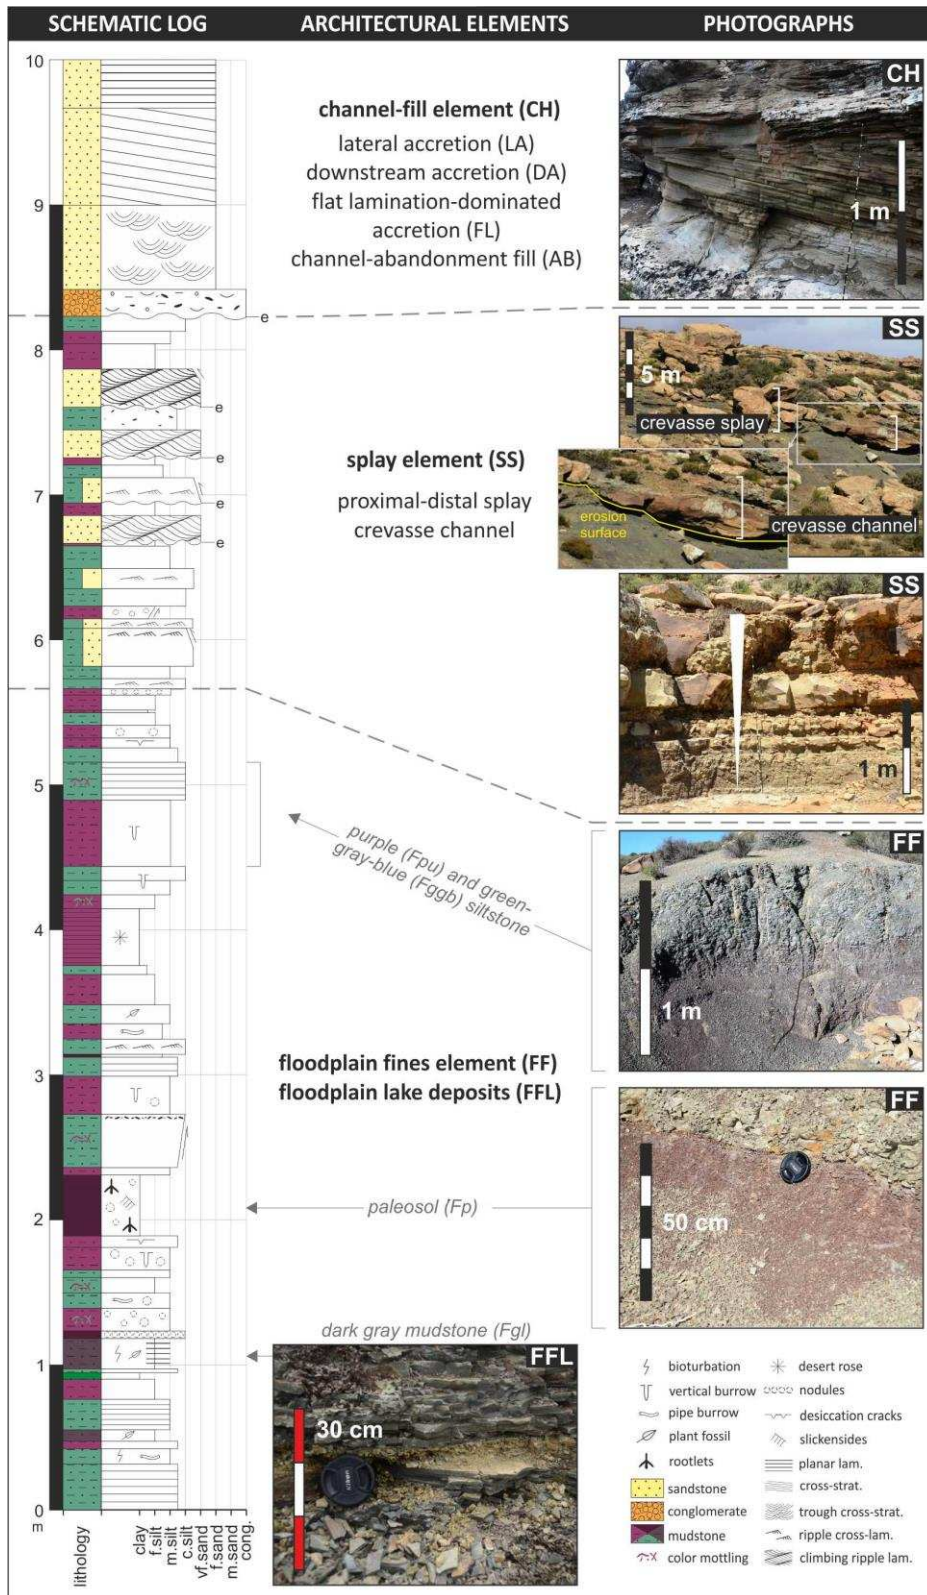 SCHEMATIC LOG
ARCHITECTURAL ELEMENTS
PHOTOGRAPHS
10
9
8
7
6
5
4
3
2
1
0
m
lithology
clay
f.silt
m.silt
c.silt
vf.sand
f.sand
m.sand
cong.
e
e
e
e
e
channel-fill element (CH)
lateral accretion (LA)
downstream accretion (DA)
flat lamination-dominated
accretion (FL)
channel-abandonment fill (AB)
splay element (SS)
proximal-distal splay
crevasse channel
purple (Fpu) and green-
gray-blue (Fggb) siltstone
floodplain fines element (FF)
floodplain lake deposits (FFL)
paleosol (Fp)
dark gray mudstone (Fgl)
CH
1 m
SS
5 m
crevasse splay
crevasse channel
erosion
surface
SS
1 m
FF
1 m
FF
50 cm
FFL
30 cm
bioturbation
vertical burrow
pipe burrow
plant fossil
rootlets
sandstone
conglomerate
mudstone
color mottling
desert rose
nodules
desiccation cracks
slickensides
planar lam.
cross-strat.
trough cross-strat.
ripple cross-lam.
climbing ripple lam.